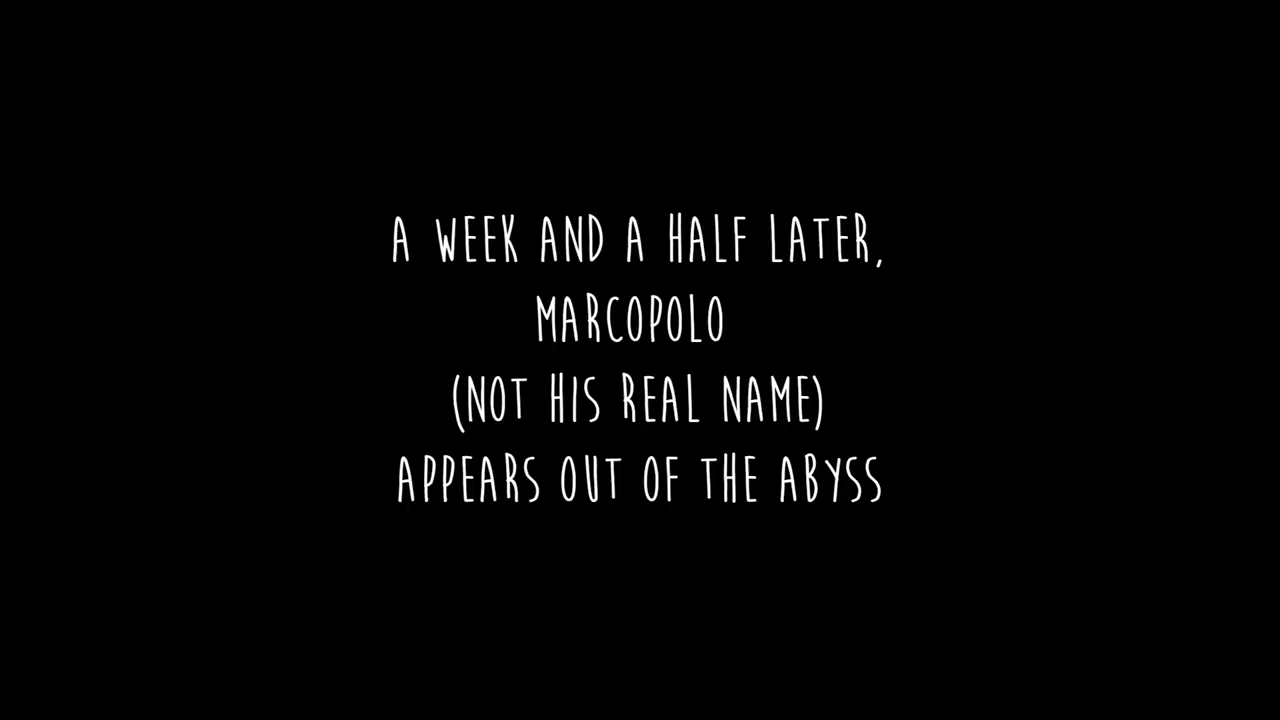 A WEEK AND A HALF LATER,
MARCOPOLO
(NOT HIS REAL NAME)
APPEARS OUT OF THE ABYSS